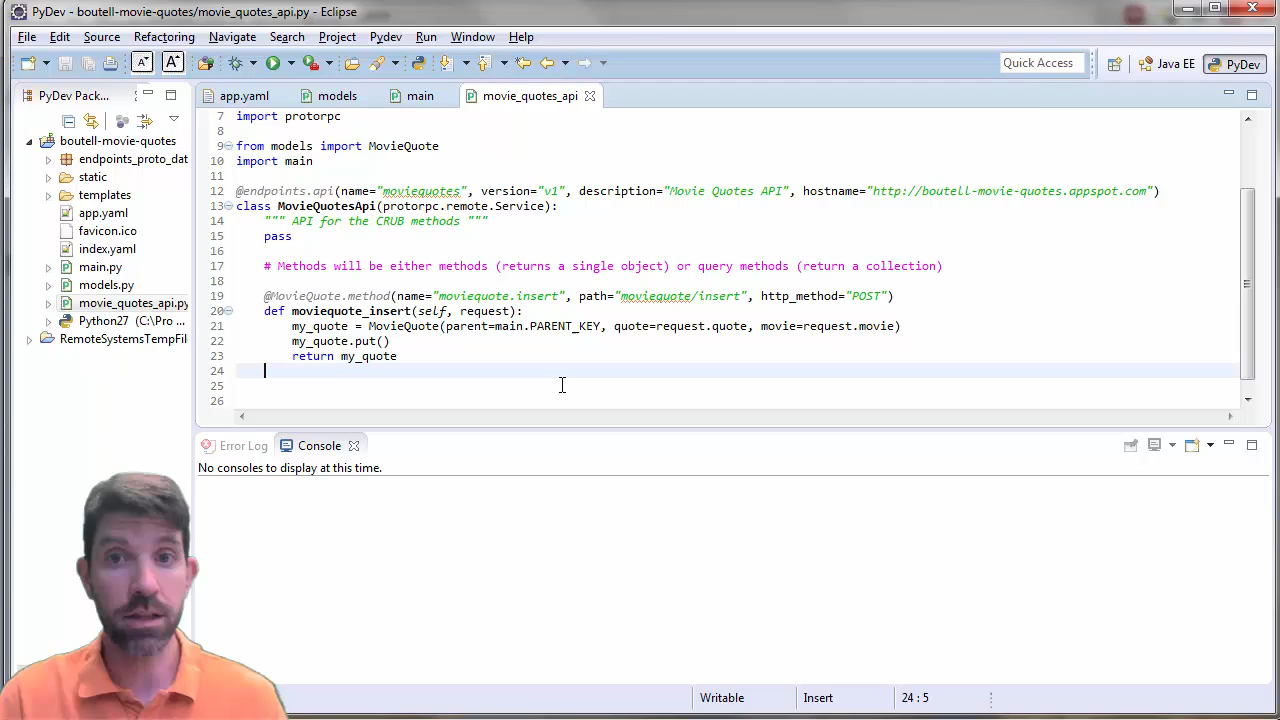 PyDev - boutell-movie-quotes/movie_quotes_api.py - Eclipse
File Edit Source Refactoring Navigate Search Project Pydev Run Window Help
Quick Access
Java EE
PyDev
PyDev Pack...
app.yaml
models
main
movie_quotes_api
boutell-movie-quotes
endpoints_proto_dat
static
templates
app.yaml
favicon.ico
index.yaml
main.py
models.py
movie_quotes_api.py
Python27 (C:\Pro ...
RemoteSystemsTempFil
7 import protorpc
8
9 from models import MovieQuote
10 import main
11
12 @endpoints.api(name="moviequotes", version="v1", description="Movie Quotes API", hostname="http://boutell-movie-quotes.appspot.com")
13 class MovieQuotesApi(protorpc.remote.Service):
14 """ API for the CRUB methods """
15 pass
16
17 # Methods will be either methods (returns a single object) or query methods (return a collection)
18
19 @MovieQuote.method(name="moviequote.insert", path="moviequote/insert", http_method="POST")
20 def moviequote_insert(self, request):
21 my_quote = MovieQuote(parent=main.PARENT_KEY, quote=request.quote, movie=request.movie)
22 my_quote.put()
23 return my_quote
24
25
26
Error Log
Console
No consoles to display at this time.
Writable
Insert
24 : 5